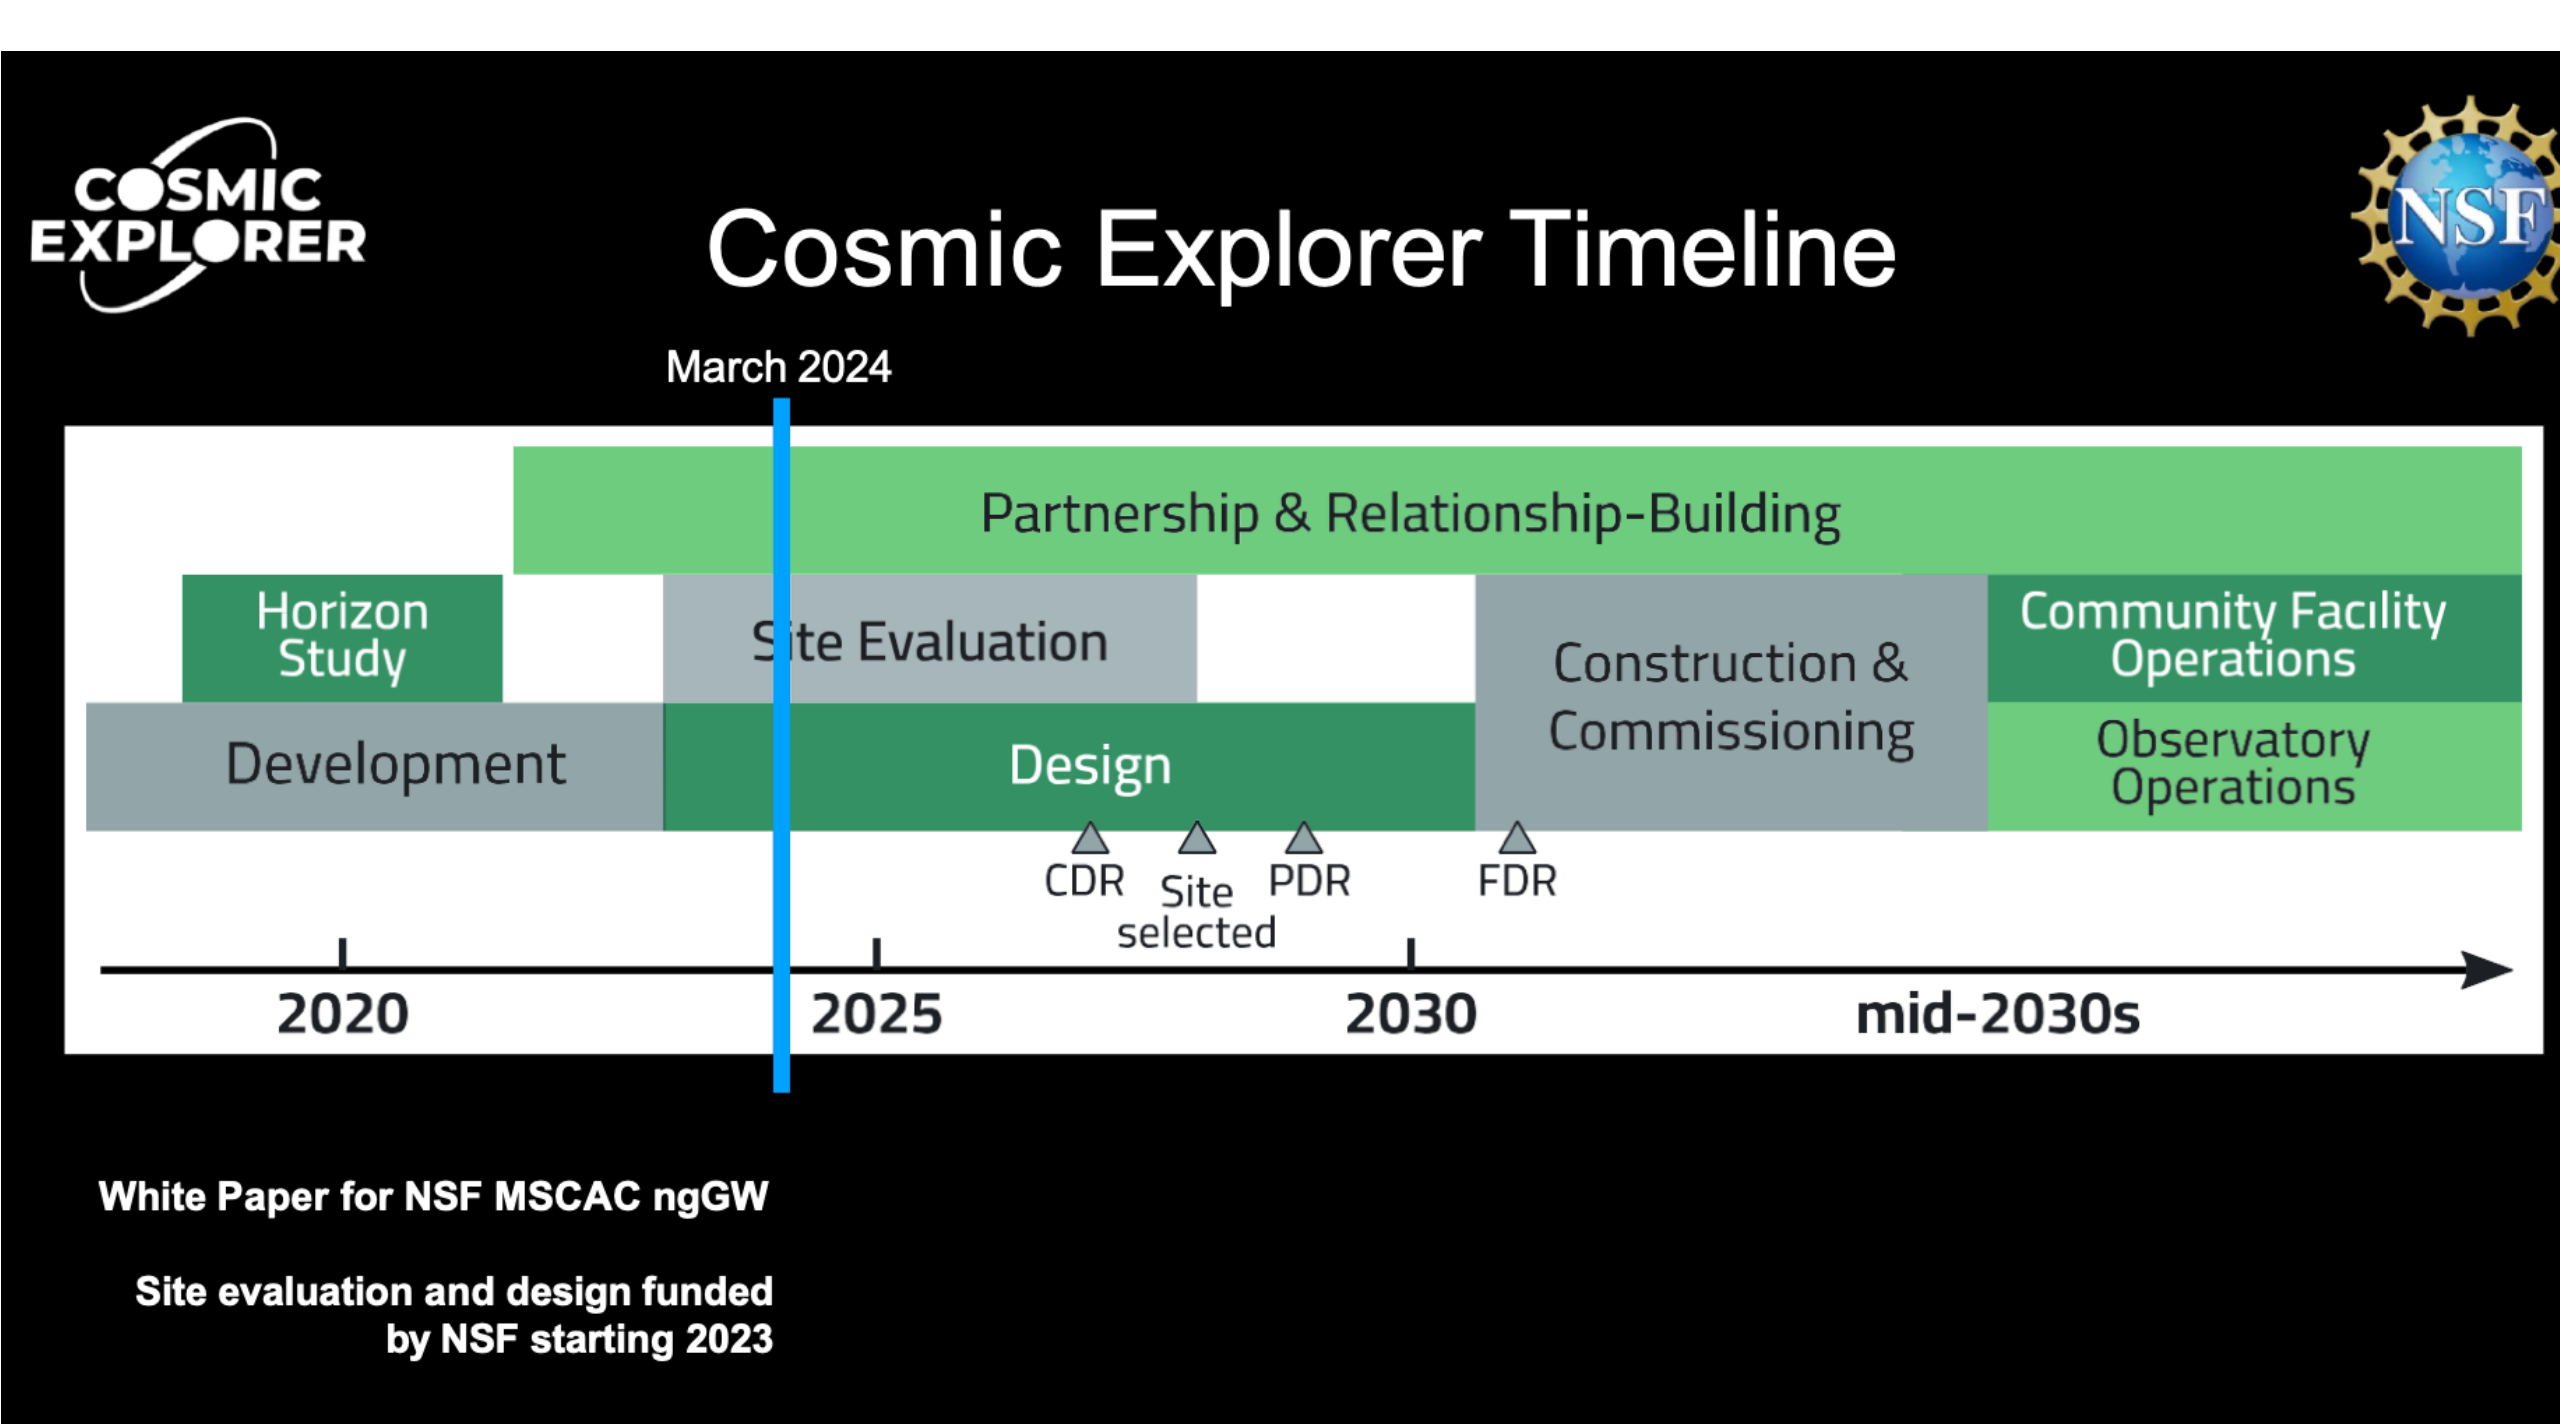 COSMIC
EXPLORER
NSF
Cosmic Explorer Timeline
March 2024
Partnership & Relationship-Building
Horizon
Study
Site Evaluation
Construction &
Commissioning
Community Facility
Operations
Development
Design
Observatory
Operations
CDR
Site
selected
PDR
FDR
2020
2025
2030
mid-2030s
White Paper for NSF MSCAC ngGW
Site evaluation and design funded
by NSF starting 2023